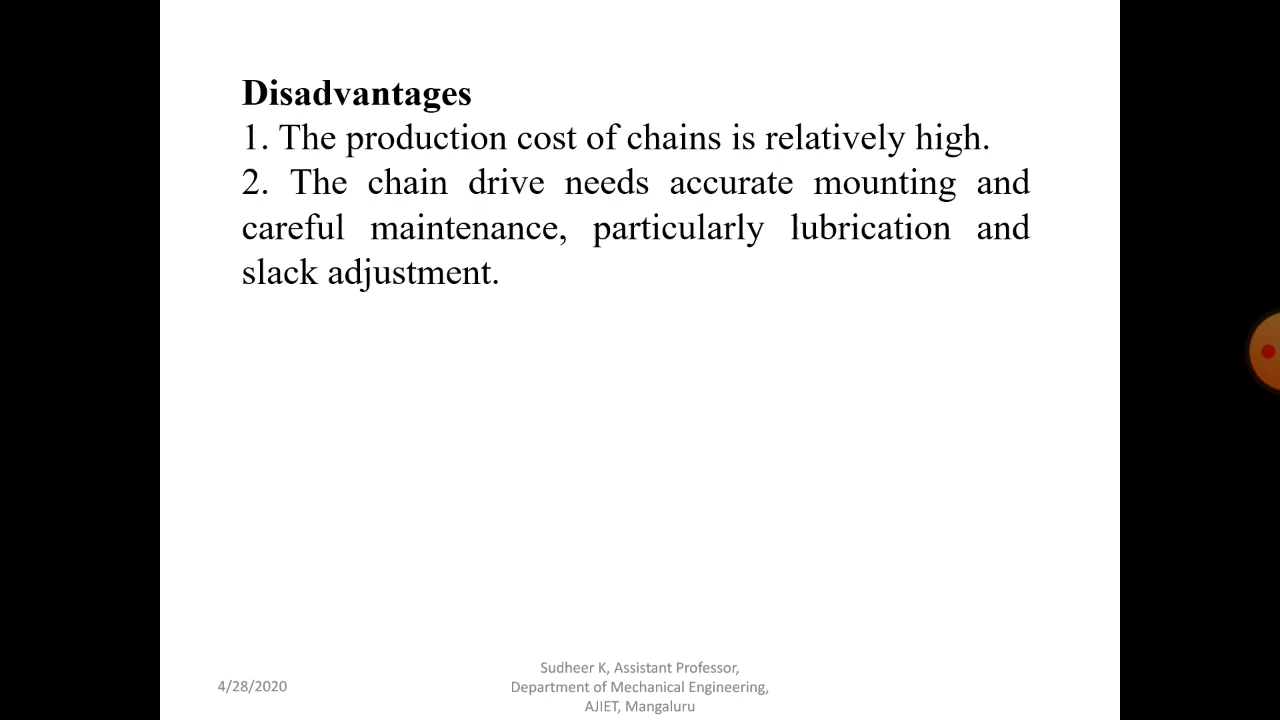 Disadvantages
1. The production cost of chains is relatively high.
2. The chain drive needs accurate mounting and
careful maintenance, particularly lubrication and
slack adjustment.
4/28/2020
Sudheer K, Assistant Professor,
Department of Mechanical Engineering,
AJIET, Mangaluru